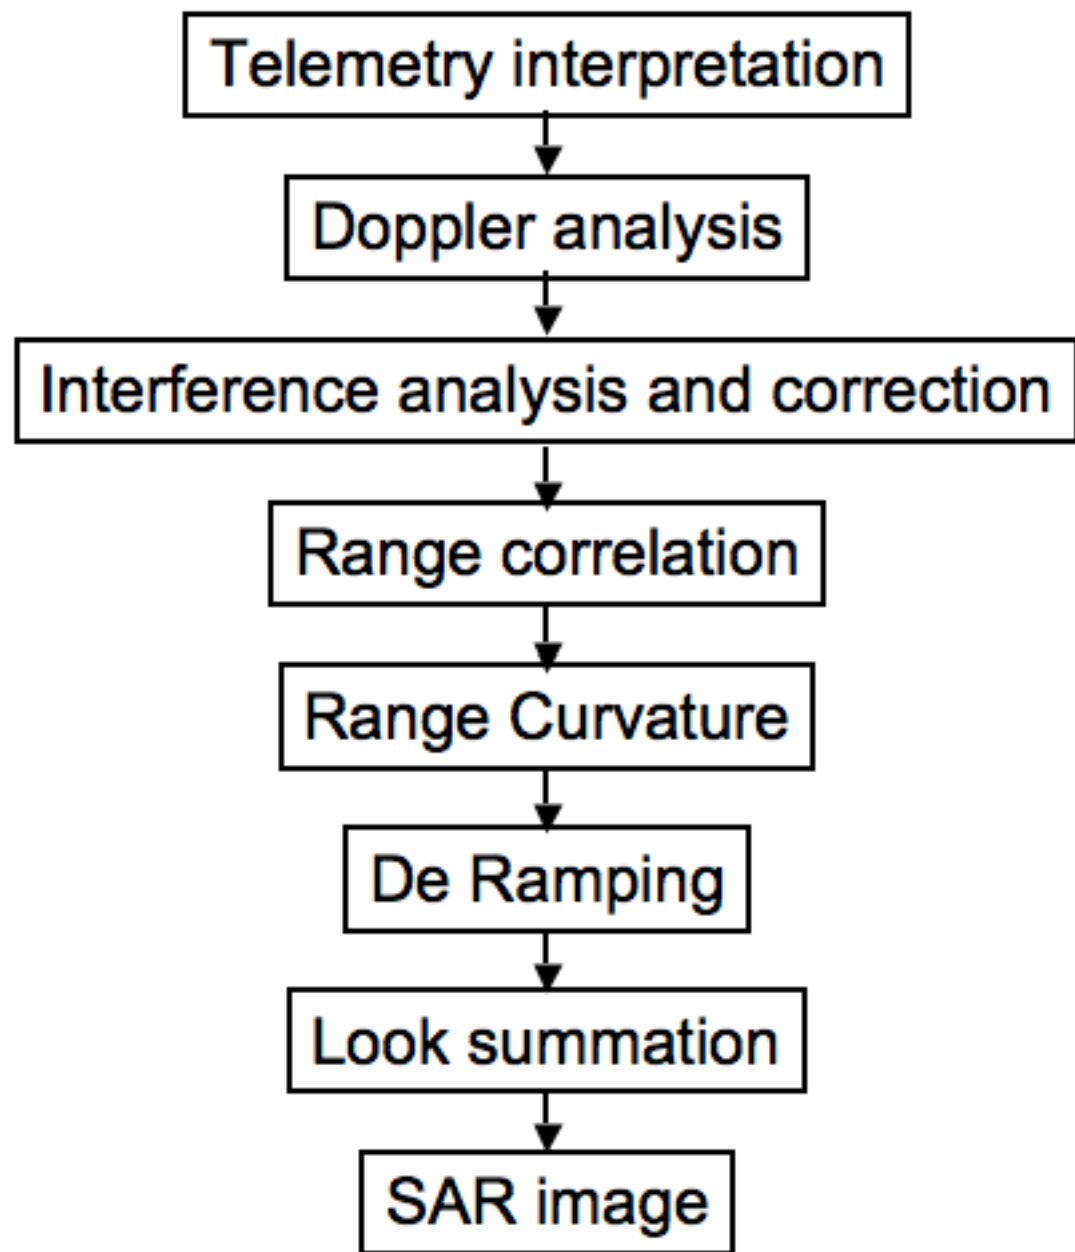 Telemetry interpretation
Doppler analysis
Interference analysis and correction
Range correlation
Range Curvature
De Ramping
Look summation
SAR image